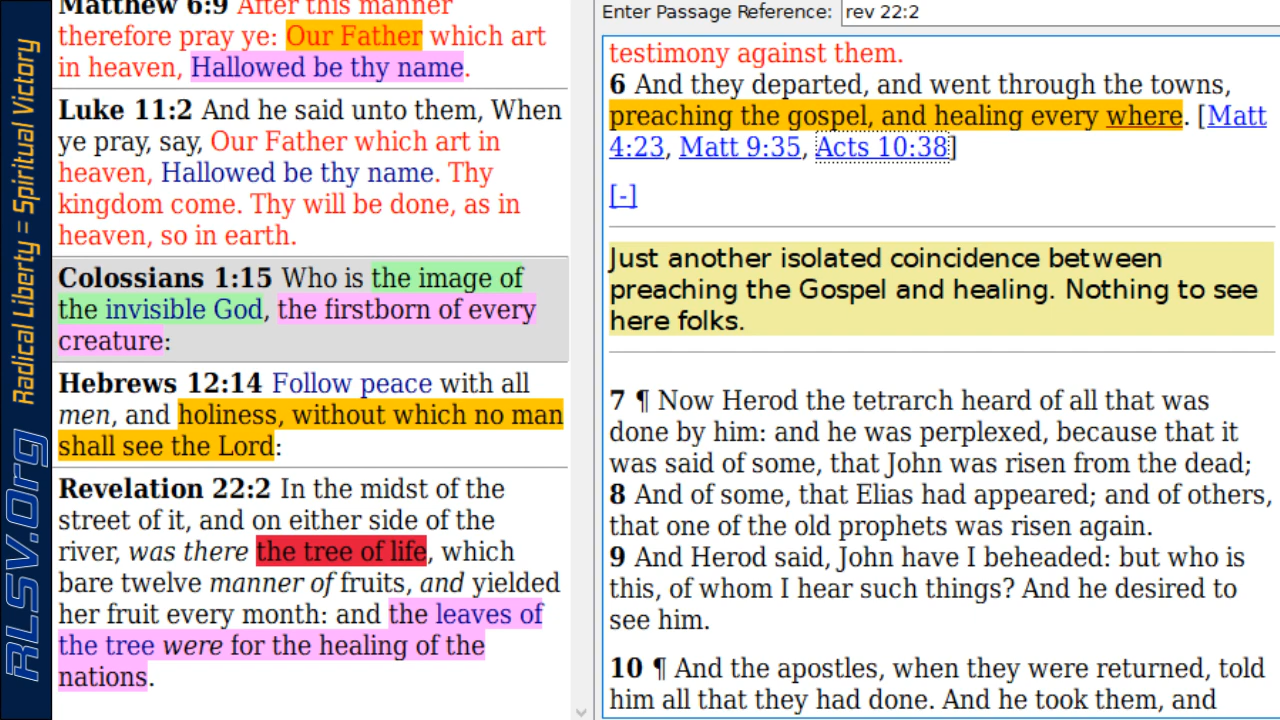 RLSV.Org Radical Liberty = Spiritual Victory
Matthew 6:9 After this manner
therefore pray ye: Our Father which art
in heaven, Hallowed be thy name.
Luke 11:2 And he said unto them, When
ye pray, say, Our Father which art in
heaven, Hallowed be thy name. Thy
kingdom come. Thy will be done, as in
heaven, so in earth.
Colossians 1:15 Who is the image of
the invisible God, the firstborn of every
creature:
Hebrews 12:14 Follow peace with all
men, and holiness, without which no man
shall see the Lord:
Revelation 22:2 In the midst of the
street of it, and on either side of the
river, was there the tree of life, which
bare twelve manner of fruits, and yielded
her fruit every month: and the leaves of
the tree were for the healing of the
nations.
Enter Passage Reference: rev 22:2
testimony against them.
6 And they departed, and went through the towns,
preaching the gospel, and healing every where. [Matt
4:23, Matt 9:35, Acts 10:38]
[-]
Just another isolated coincidence between
preaching the Gospel and healing. Nothing to see
here folks.
7 ¶ Now Herod the tetrarch heard of all that was
done by him: and he was perplexed, because that it
was said of some, that John was risen from the dead;
8 And of some, that Elias had appeared; and of others,
that one of the old prophets was risen again.
9 And Herod said, John have I beheaded: but who is
this, of whom I hear such things? And he desired to
see him.
10 ¶ And the apostles, when they were returned, told
him all that they had done. And he took them, and